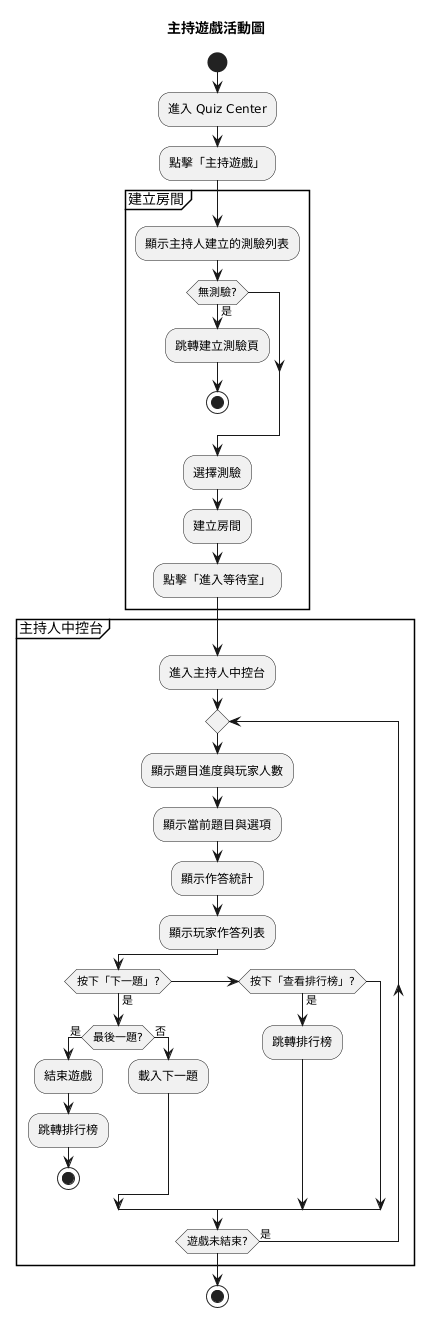 主持遊戲活動圖
進入 Quiz Center
點擊「主持遊戲」
建立房間
顯示主持人建立的測驗列表
無測驗?
是
跳轉建立測驗頁
選擇測驗
建立房間
點擊「進入等待室」
主持人中控台
進入主持人中控台
顯示題目進度與玩家人數
顯示當前題目與選項
顯示作答統計
顯示玩家作答列表
按下「下一題」?
按下「查看排行榜」?
是
是
是
最後一題?
否
跳轉排行榜
結束遊戲
載入下一題
跳轉排行榜
遊戲未結束?
是